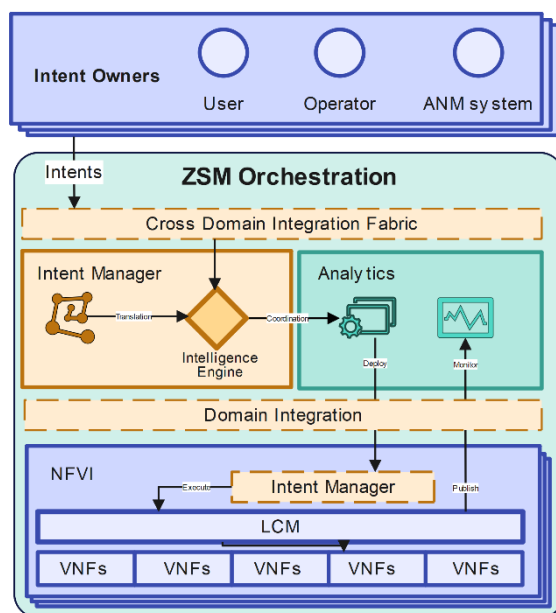 Intent Owners
User
Operator
ANM system
Intents
ZSM Orchestration
Cross Domain Integration Fabric
Intent Manager
Analytics
Translation
Coordination
Intelligence
Engine
Deploy
Monitor
Domain Integration
NFVI
Intent Manager
Execute
Publish
LCM
VNFs
VNFs
VNFs
VNFs
VNFs